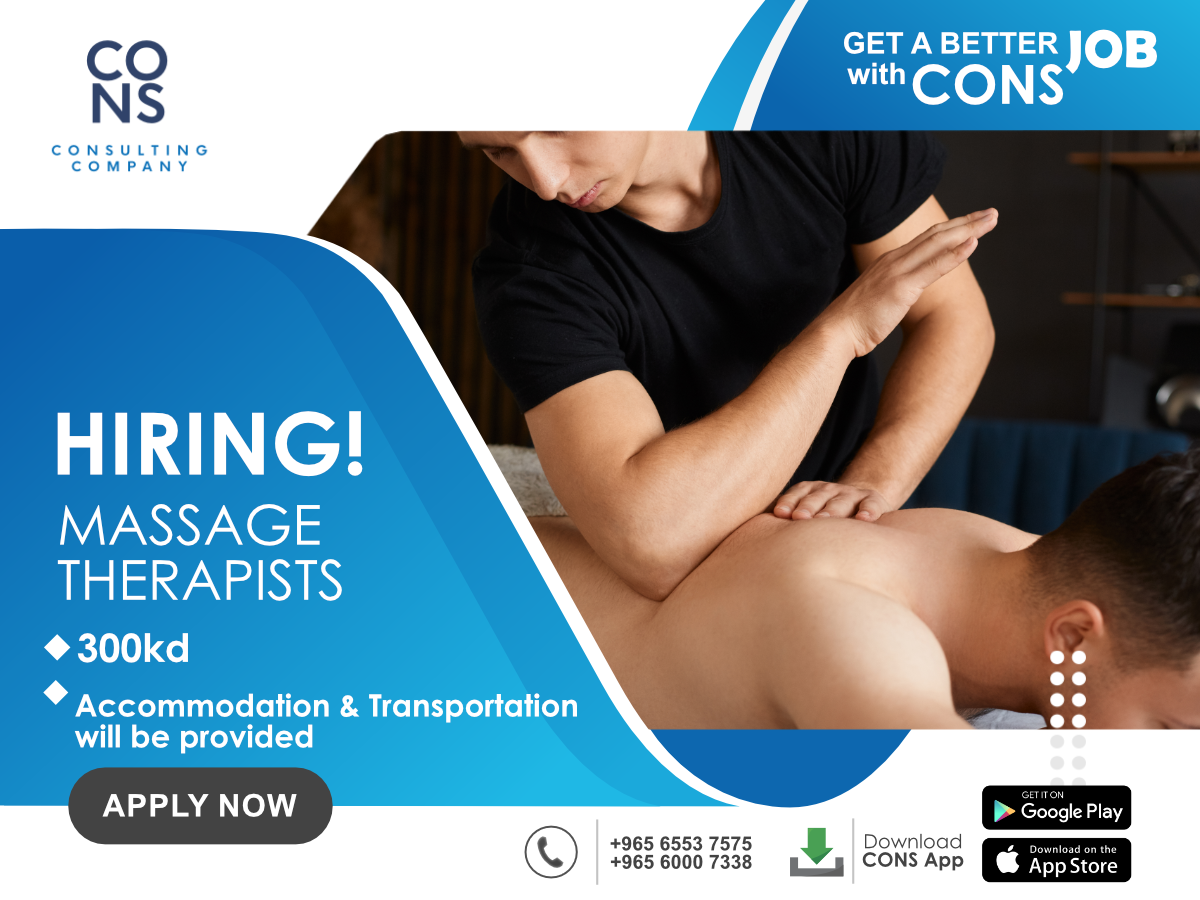 CO
NS
CONSULTING
COMPANY
GET A BETTER JOB
with CONS
HIRING!
MASSAGE
THERAPISTS
300kd
Accommodation & Transportation
will be provided
APPLY NOW
+965 6553 7575
+965 6000 7338
Download
CONS App
GET IT ON
Google Play
Download on the
App Store